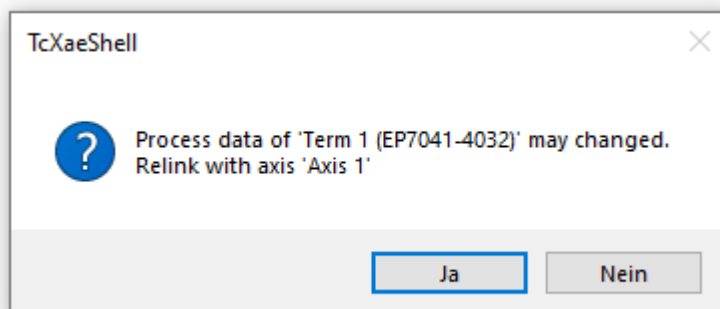 TcXaeShell
Process data of 'Term 1 (EP7041-4032)' may changed.
Relink with axis 'Axis 1'
Ja
Nein